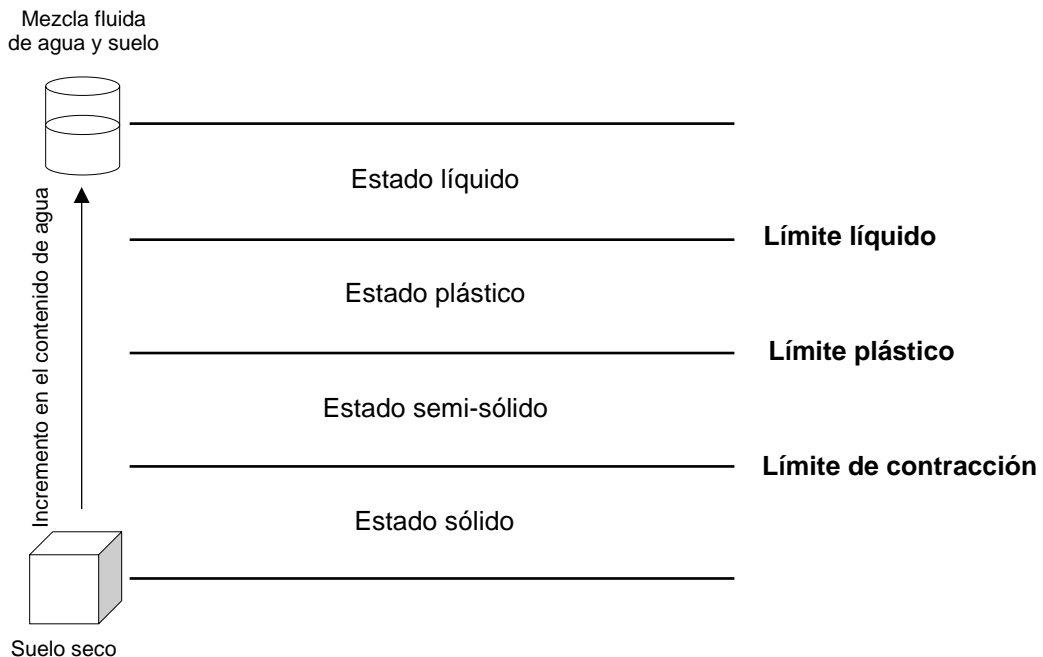 Mezcla fluida
de agua y suelo
Incremento en el contenido de agua
Estado líquido
Límite líquido
Estado plástico
Límite plástico
Estado semi-sólido
Límite de contracción
Estado sólido
Suelo seco